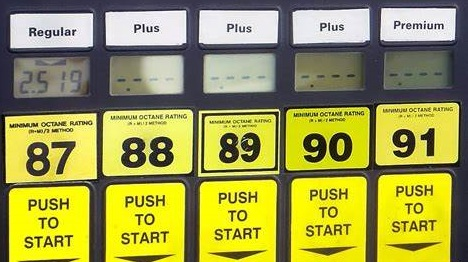 Regular Plus Plus Plus Premium
2.519 -.--- -.--- -.--- -.---
MINIMUM OCTANE RATING MINIMUM OCTANE RATING MINIMUM OCTANE RATING MINIMUM OCTANE RATING MINIMUM OCTANE RATING
(R+M)/2 METHOD (R+M)/2 METHOD (R+M)/2 METHOD (R+M)/2 METHOD (R+M)/2 METHOD
87 88 89 90 91
PUSH PUSH PUSH PUSH PUSH
TO TO TO TO TO
START START START START START